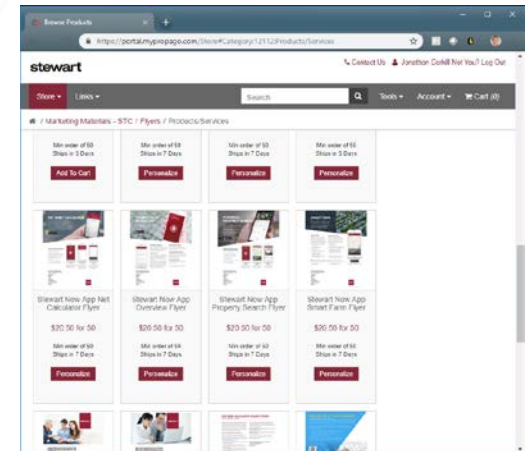 Browse Products
https://portal.mypropago.com/Store#Category:12112:Products/Services
stewart
Contact Us Jonathon Corkill Not You? Log Out
Store Links Search Tools Account Cart (0)
/ Marketing Materials - STC / Flyers / Products/Services
Min order of 50 Min order of 50 Min order of 50 Min order of 50
Ships in 3 Days Ships in 7 Days Ships in 7 Days Ships in 3 Days
Add To Cart Personalize Personalize Personalize
Stewart Now App Net Stewart Now App Stewart Now App Stewart Now App
Calculator Flyer Overview Flyer Property Search Flyer Smart Farm Flyer
$20.50 for 50 $20.50 for 50 $20.50 for 50 $20.50 for 50
Min order of 50 Min order of 50 Min order of 50 Min order of 50
Ships in 7 Days Ships in 7 Days Ships in 7 Days Ships in 7 Days
Personalize Personalize Personalize Personalize